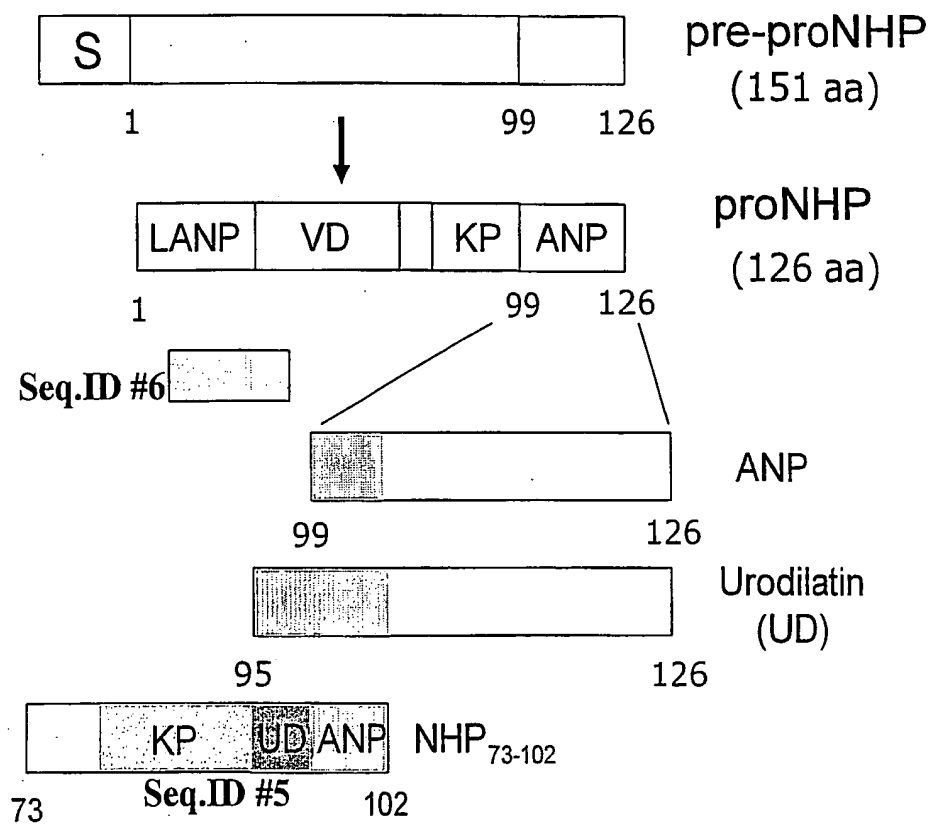 S
pre-proNHP
(151 aa)
1 99 126
LANP VD KP ANP
proNHP
(126 aa)
1 99 126
Seq.ID #6
ANP
99 126
Urodilatin
(UD)
95 126
KP UD ANP NHP73-102
Seq.ID #5
73 102